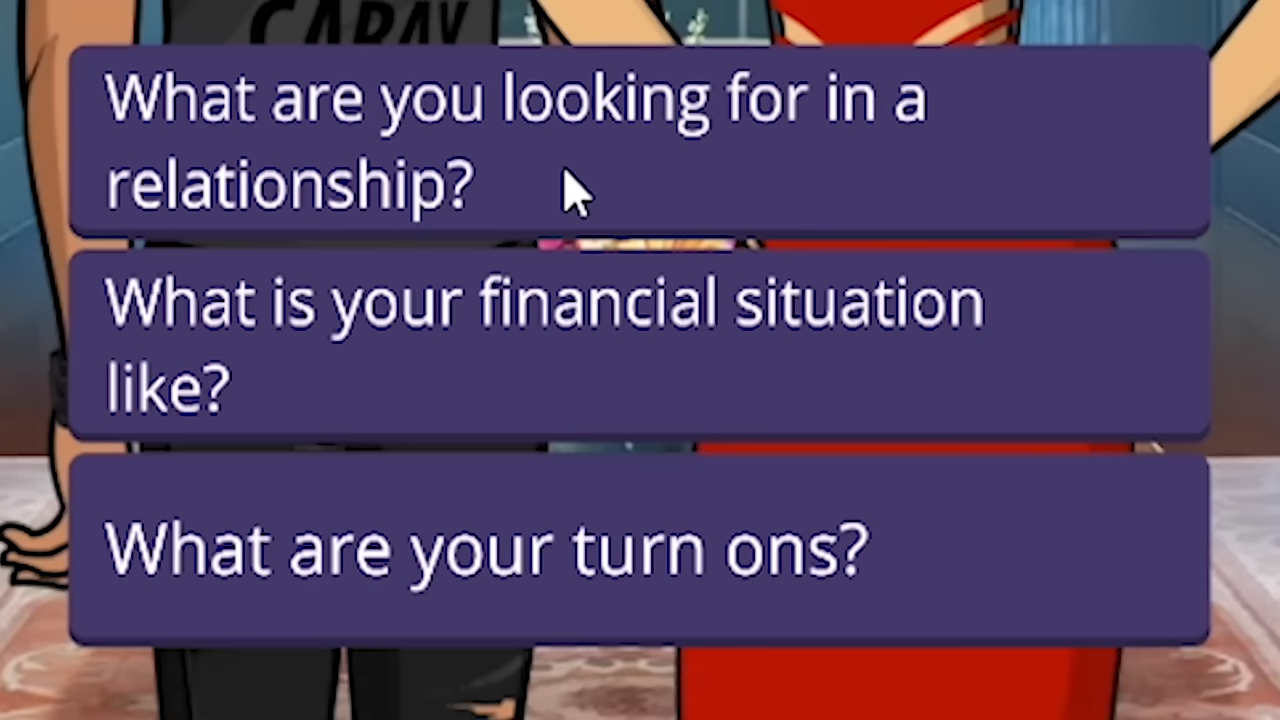 What are you looking for in a
relationship?
What is your financial situation
like?
What are your turn ons?